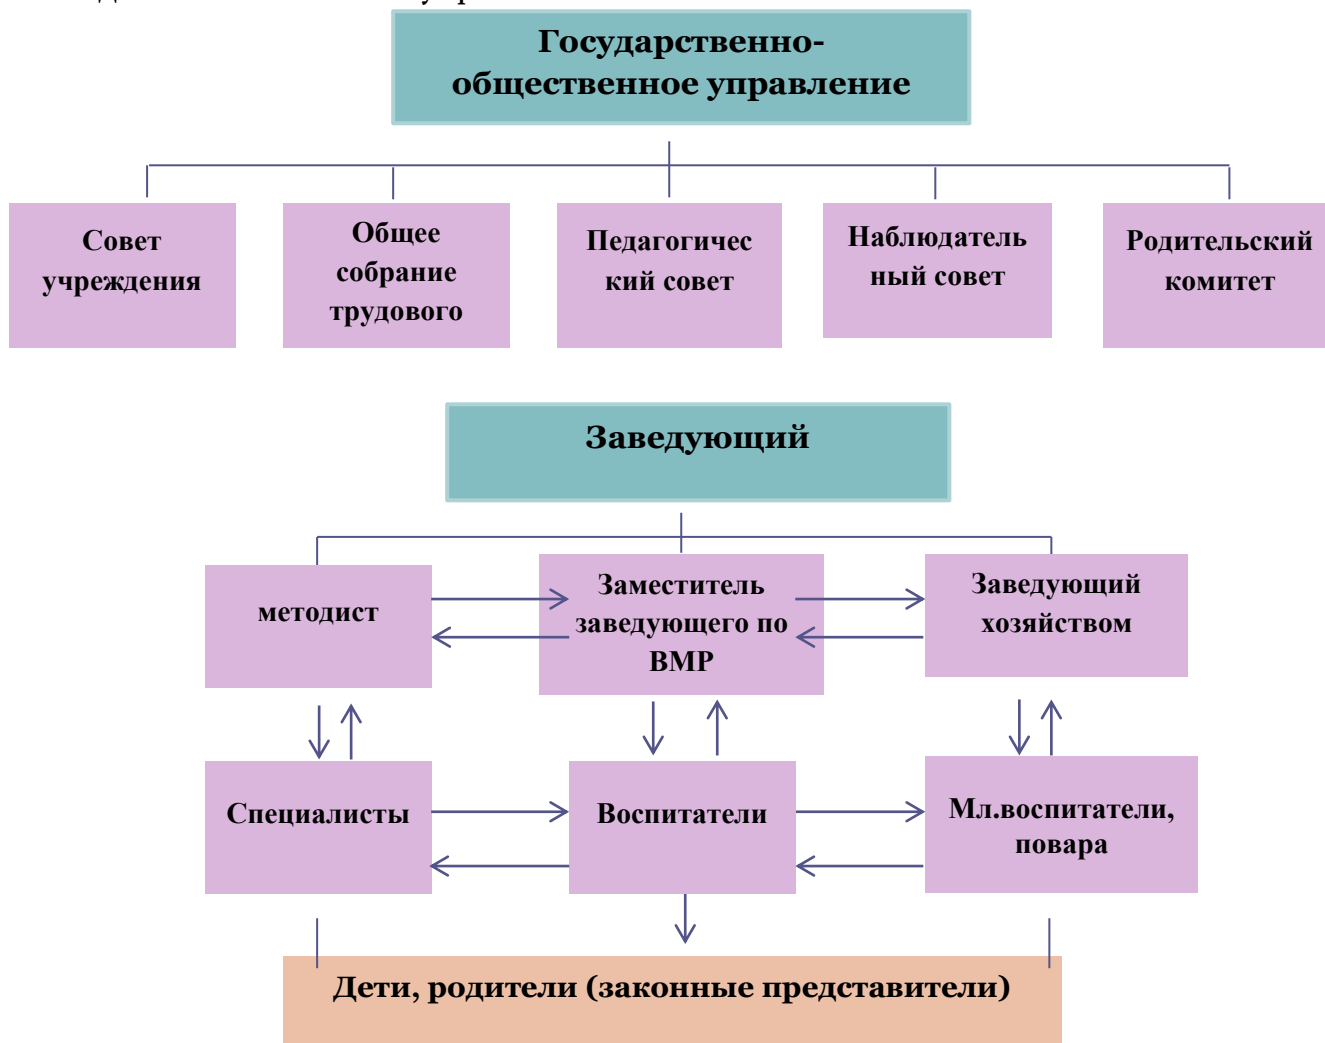 Государственно-
общественное управление
Совет
учреждения
Общее
собрание
трудового
Педагогичес
кий совет
Наблюдатель
ный совет
Родительский
комитет
Заведующий
методист
Заместитель
заведующего по
ВМР
Заведующий
хозяйством
Специалисты
Воспитатели
Мл.воспитатели,
повара
Дети, родители (законные представители)